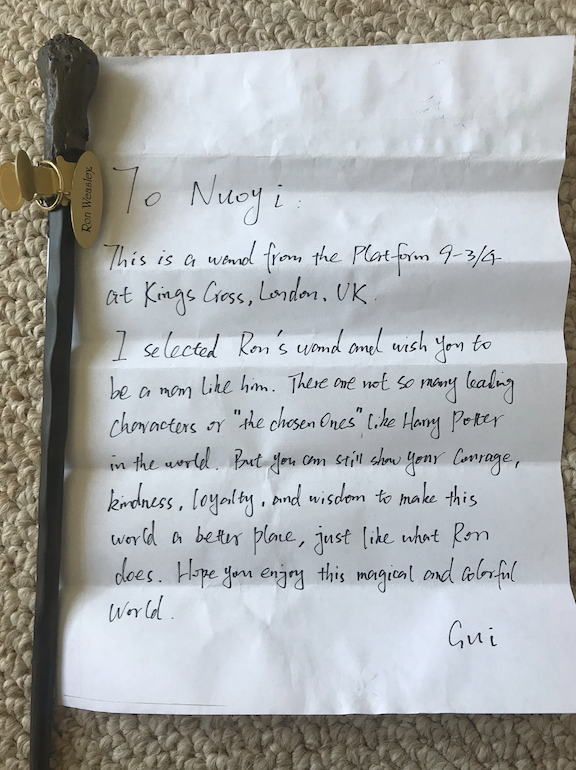 Ron Weasley
To Nuoyi:
This is a wand from the Platform 9-3/4
at Kings Cross, London, UK.
I selected Ron's wand and wish you to
be a man like him. There are not so many leading
characters or "the chosen Ones" like Harry Potter
in the world. But you can still show your Courage,
kindness, loyalty, and wisdom to make this
world a better place, just like what Ron
does. Hope you enjoy this magical and colorful
world.
Gui